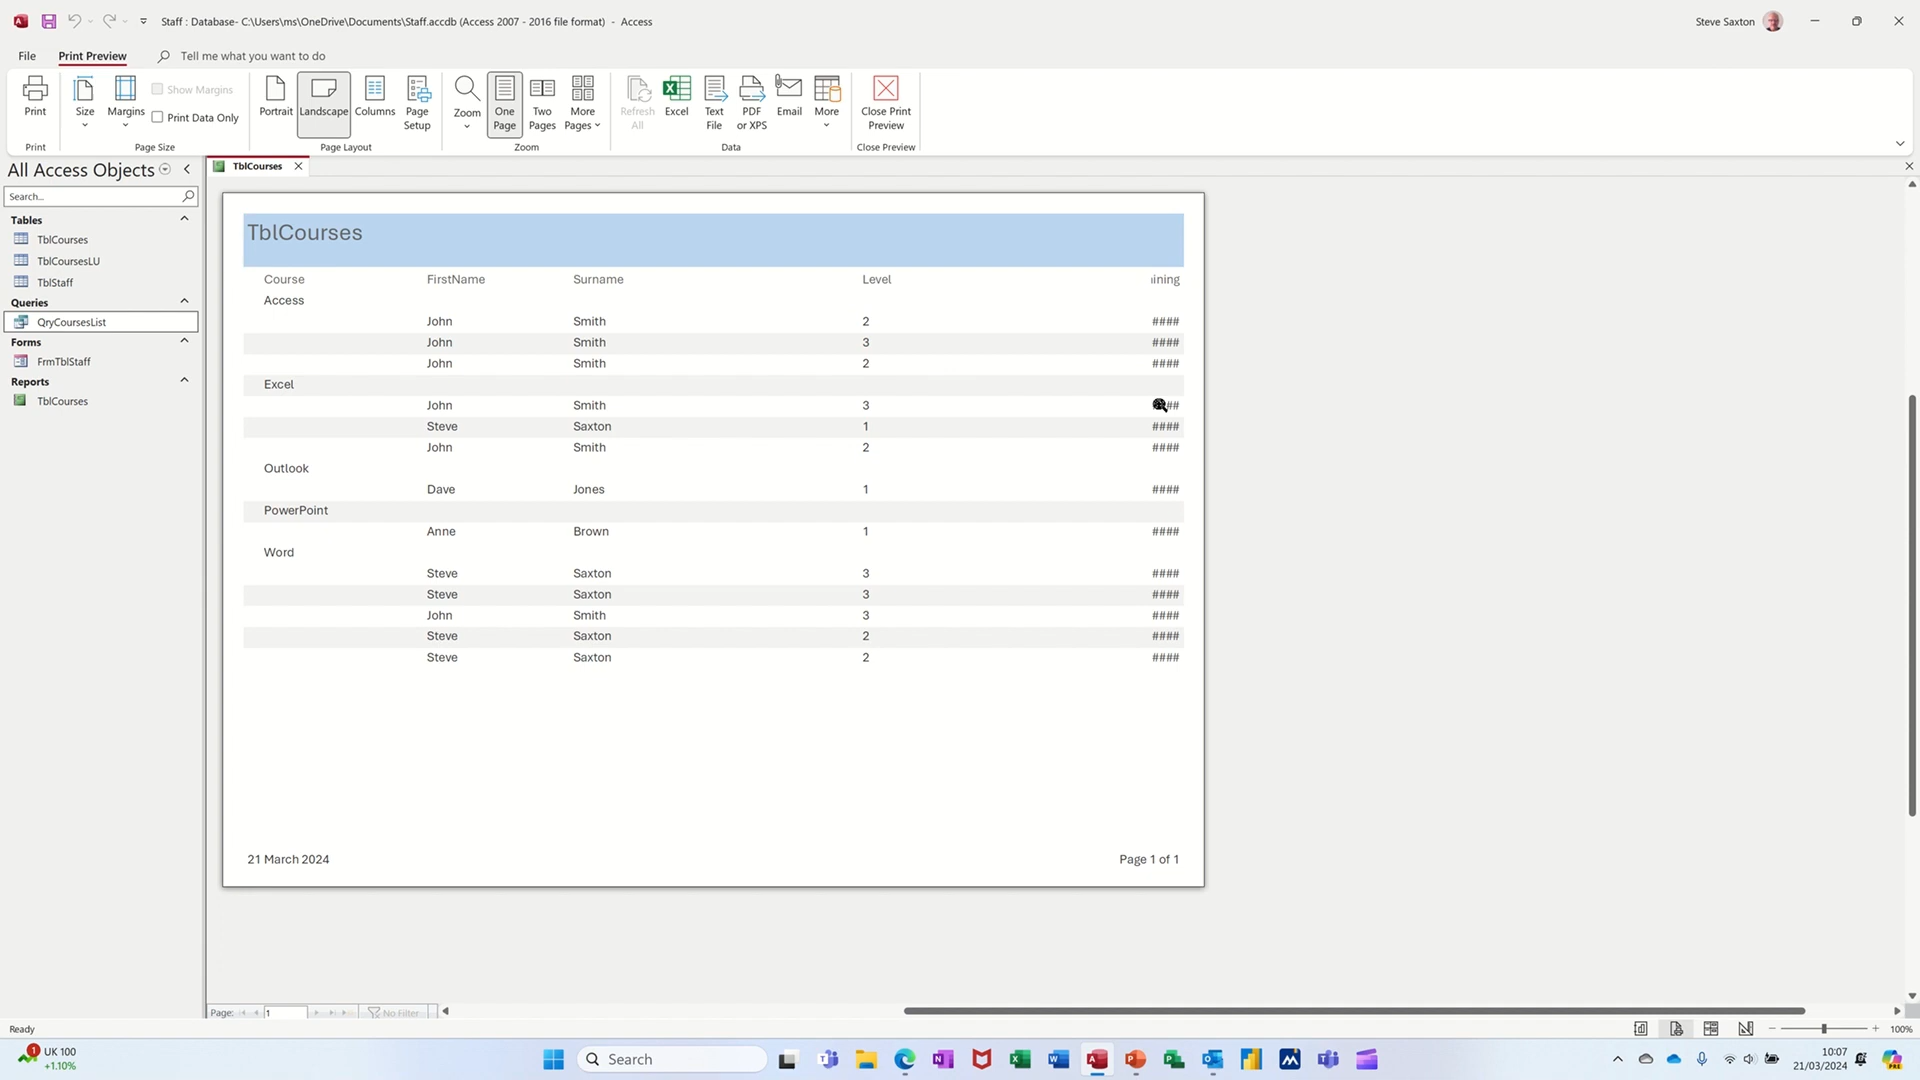 Staff : Database- C:\Users\ms\OneDrive\Documents\Staff.accdb (Access 2007 - 2016 file format) - Access
Steve Saxton
File
Print Preview
Tell me what you want to do
Print
Size
Margins
Show Margins
Print Data Only
Portrait
Landscape
Columns
Page Setup
Zoom
One Page
Two Pages
More Pages
Refresh All
Excel
Text File
PDF or XPS
Email
More
Close Print Preview
Print
Page Size
Page Layout
Zoom
Data
Close Preview
All Access Objects
Search...
Tables
TblCourses
TblCoursesLU
TblStaff
Queries
QryCoursesList
Forms
FrmTblStaff
Reports
TblCourses
TblCourses
TblCourses
Course FirstName Surname Level ining
Access
John Smith 2 ####
John Smith 3 ####
John Smith 2 ####
Excel
John Smith 3 ##
Steve Saxton 1 ####
John Smith 2 ####
Outlook
Dave Jones 1 ####
PowerPoint
Anne Brown 1 ####
Word
Steve Saxton 3 ####
Steve Saxton 3 ####
John Smith 3 ####
Steve Saxton 2 ####
Steve Saxton 2 ####
21 March 2024 Page 1 of 1
Page: 1 No Filter
Ready
100%
1
UK 100
+1.10%
Search
10:07
21/03/2024
PRE